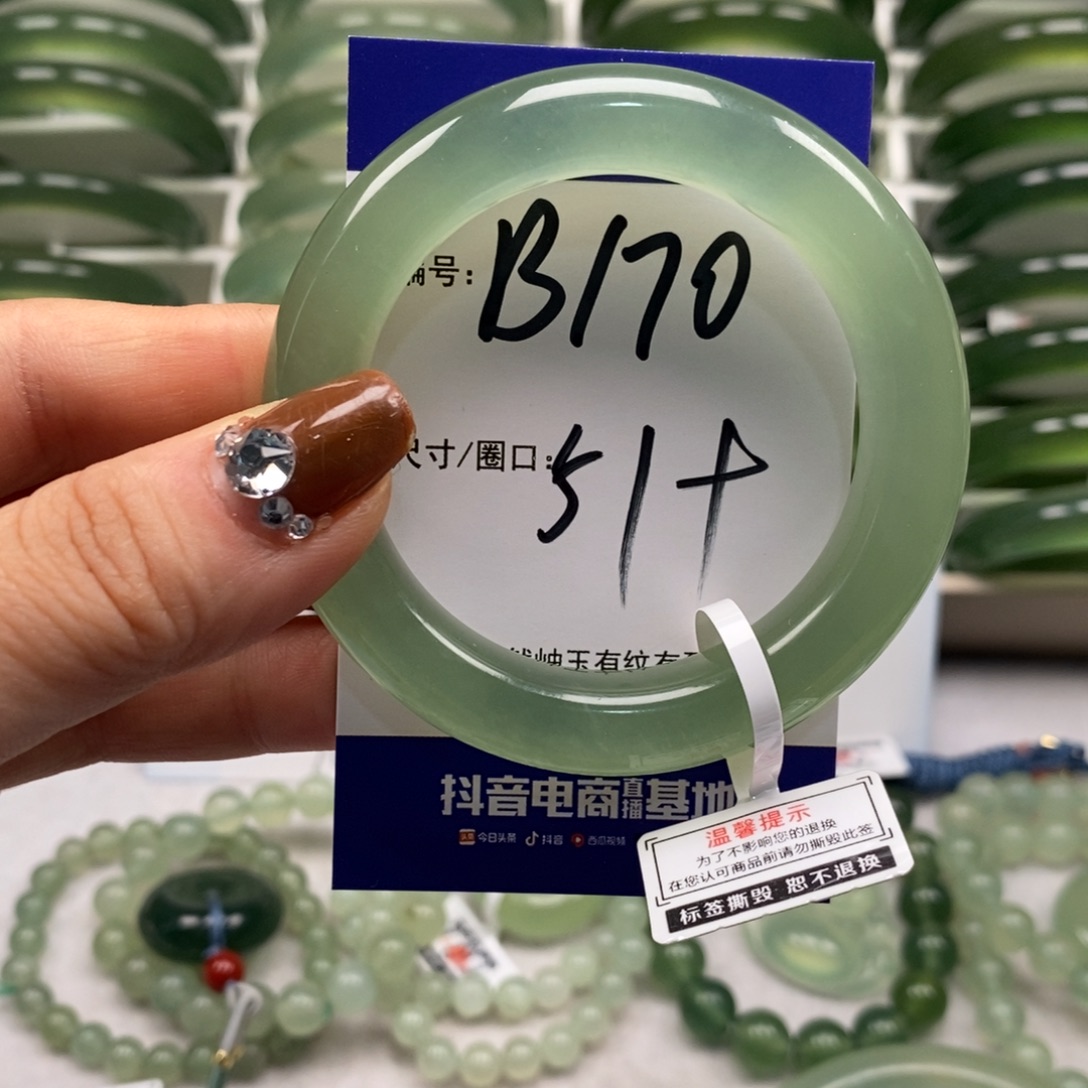 编号: B170
尺寸/圈口: 51+
岫玉有纹有
抖音电商直播基地
头条 今日头条 抖音 西瓜视频
温馨提示
为了不影响您的退换
在您认可商品前请勿撕毁此签
标签撕毁 恕不退换